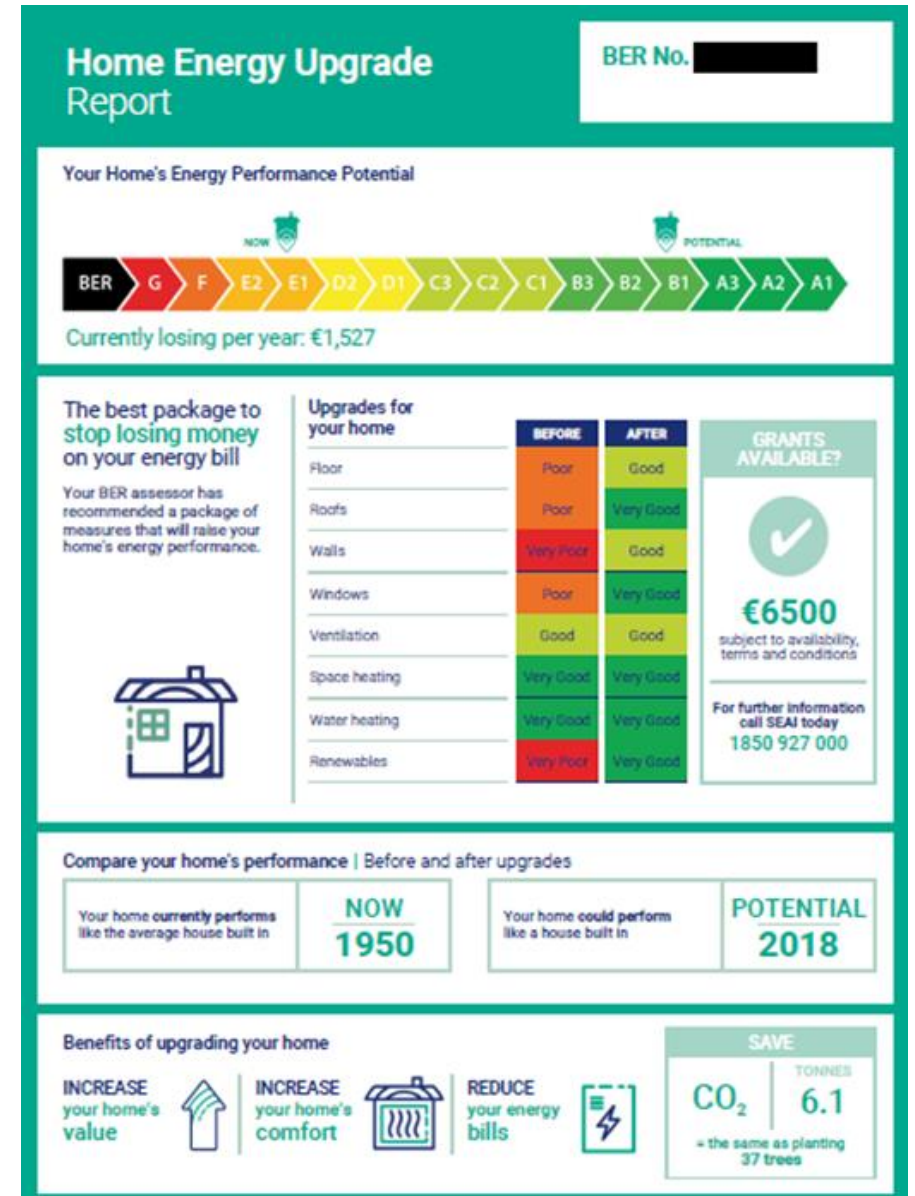 Home Energy Upgrade
Report
BER No.
Your Home's Energy Performance Potential
NOW
POTENTIAL
BER G F E2 E1 D2 D1 C3 C2 C1 B3 B2 B1 A3 A2 A1
Currently losing per year: €1,527
The best package to
stop losing money
on your energy bill
Your BER assessor has
recommended a package of
measures that will raise your
home's energy performance.
Upgrades for
your home
BEFORE AFTER
Floor Poor Good
Roofs Poor Very Good
Walls Very Poor Good
Windows Poor Very Good
Ventilation Good Good
Space heating Very Good Very Good
Water heating Very Good Very Good
Renewables Very Poor Very Good
GRANTS
AVAILABLE?
€6500
subject to availability,
terms and conditions
For further information
call SEAI today
1850 927 000
Compare your home's performance | Before and after upgrades
Your home currently performs
like the average house built in
NOW
1950
Your home could perform
like a house built in
POTENTIAL
2018
Benefits of upgrading your home
INCREASE
your home's
value
INCREASE
your home's
comfort
REDUCE
your energy
bills
SAVE
CO₂
TONNES
6.1
= the same as planting
37 trees